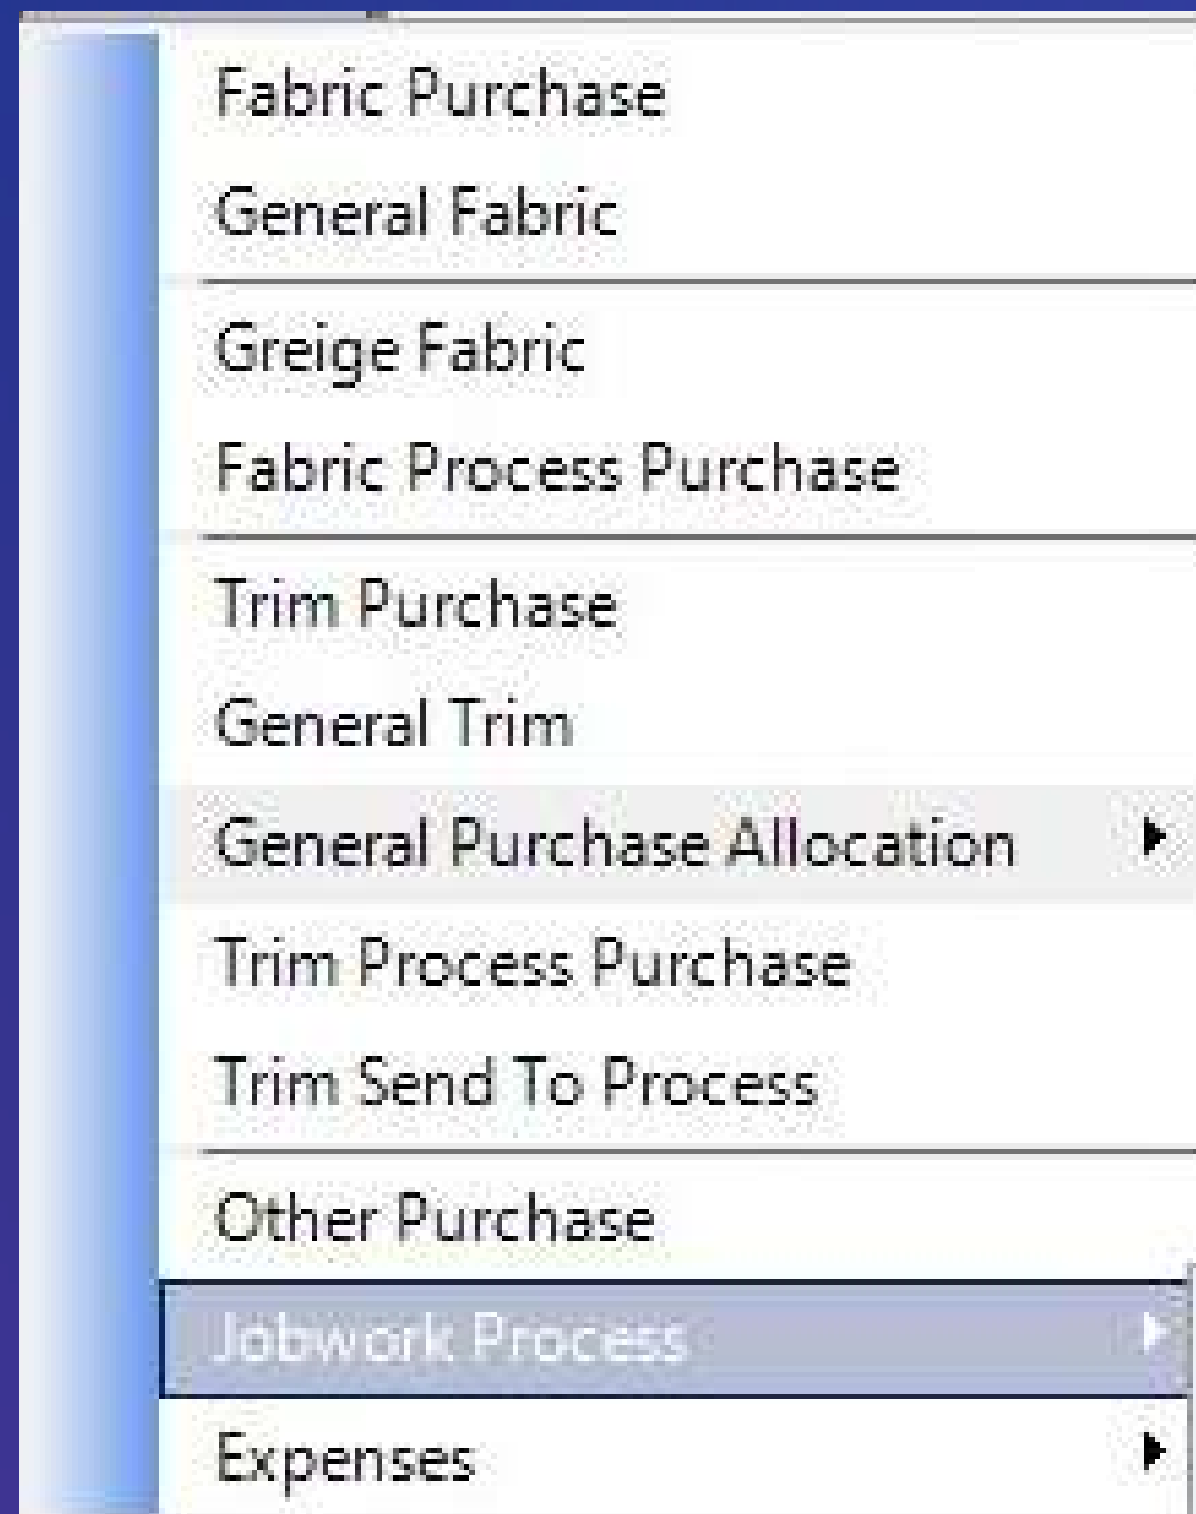 Fabric Purchase
General Fabric
Greige Fabric
Fabric Process Purchase
Trim Purchase
General Trim
General Purchase Allocation
Trim Process Purchase
Trim Send To Process
Other Purchase
Jobwork Process
Expenses